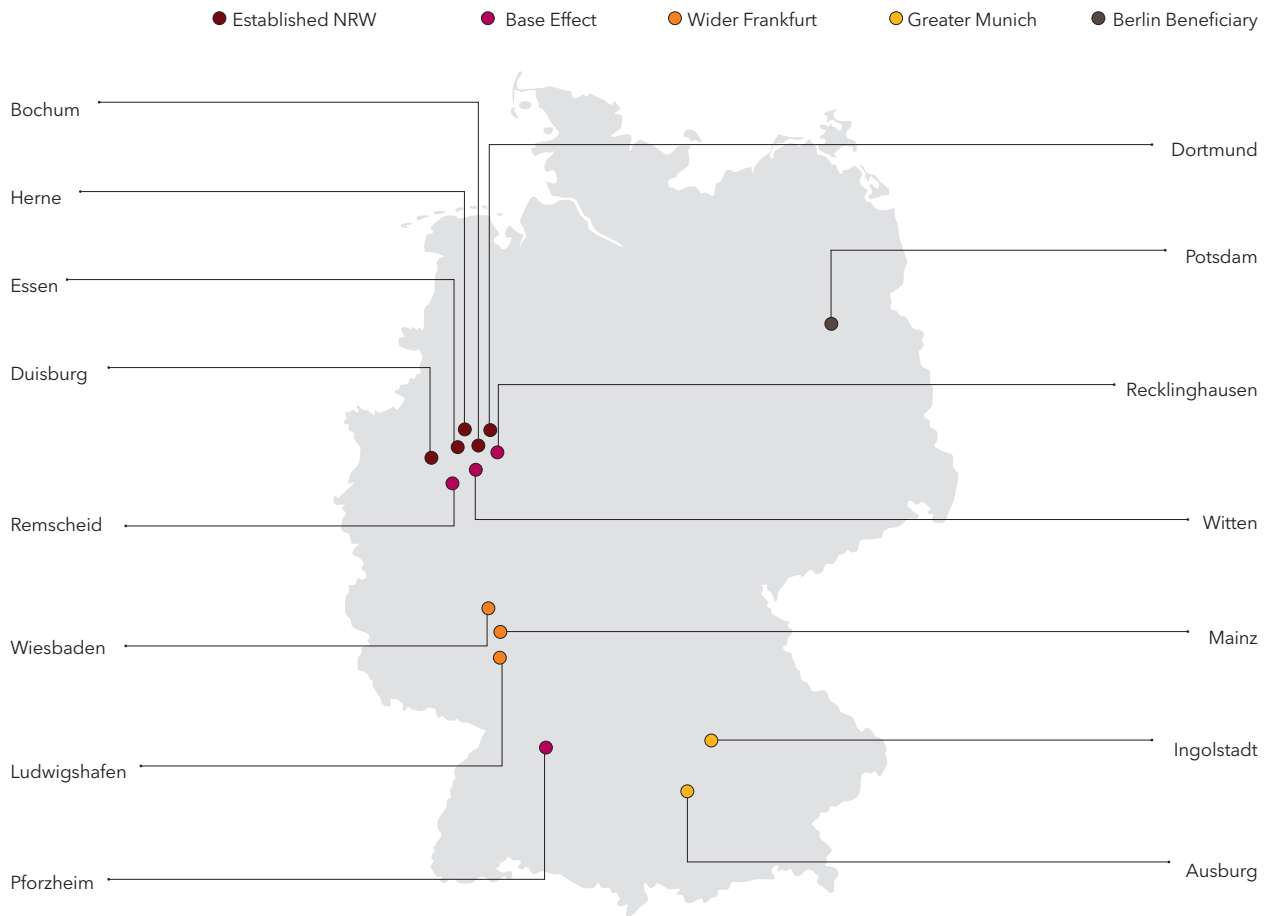 Established NRW
Base Effect
Wider Frankfurt
Greater Munich
Berlin Beneficiary
Bochum
Dortmund
Herne
Potsdam
Essen
Duisburg
Recklinghausen
Remscheid
Witten
Wiesbaden
Mainz
Ludwigshafen
Ingolstadt
Pforzheim
Ausburg